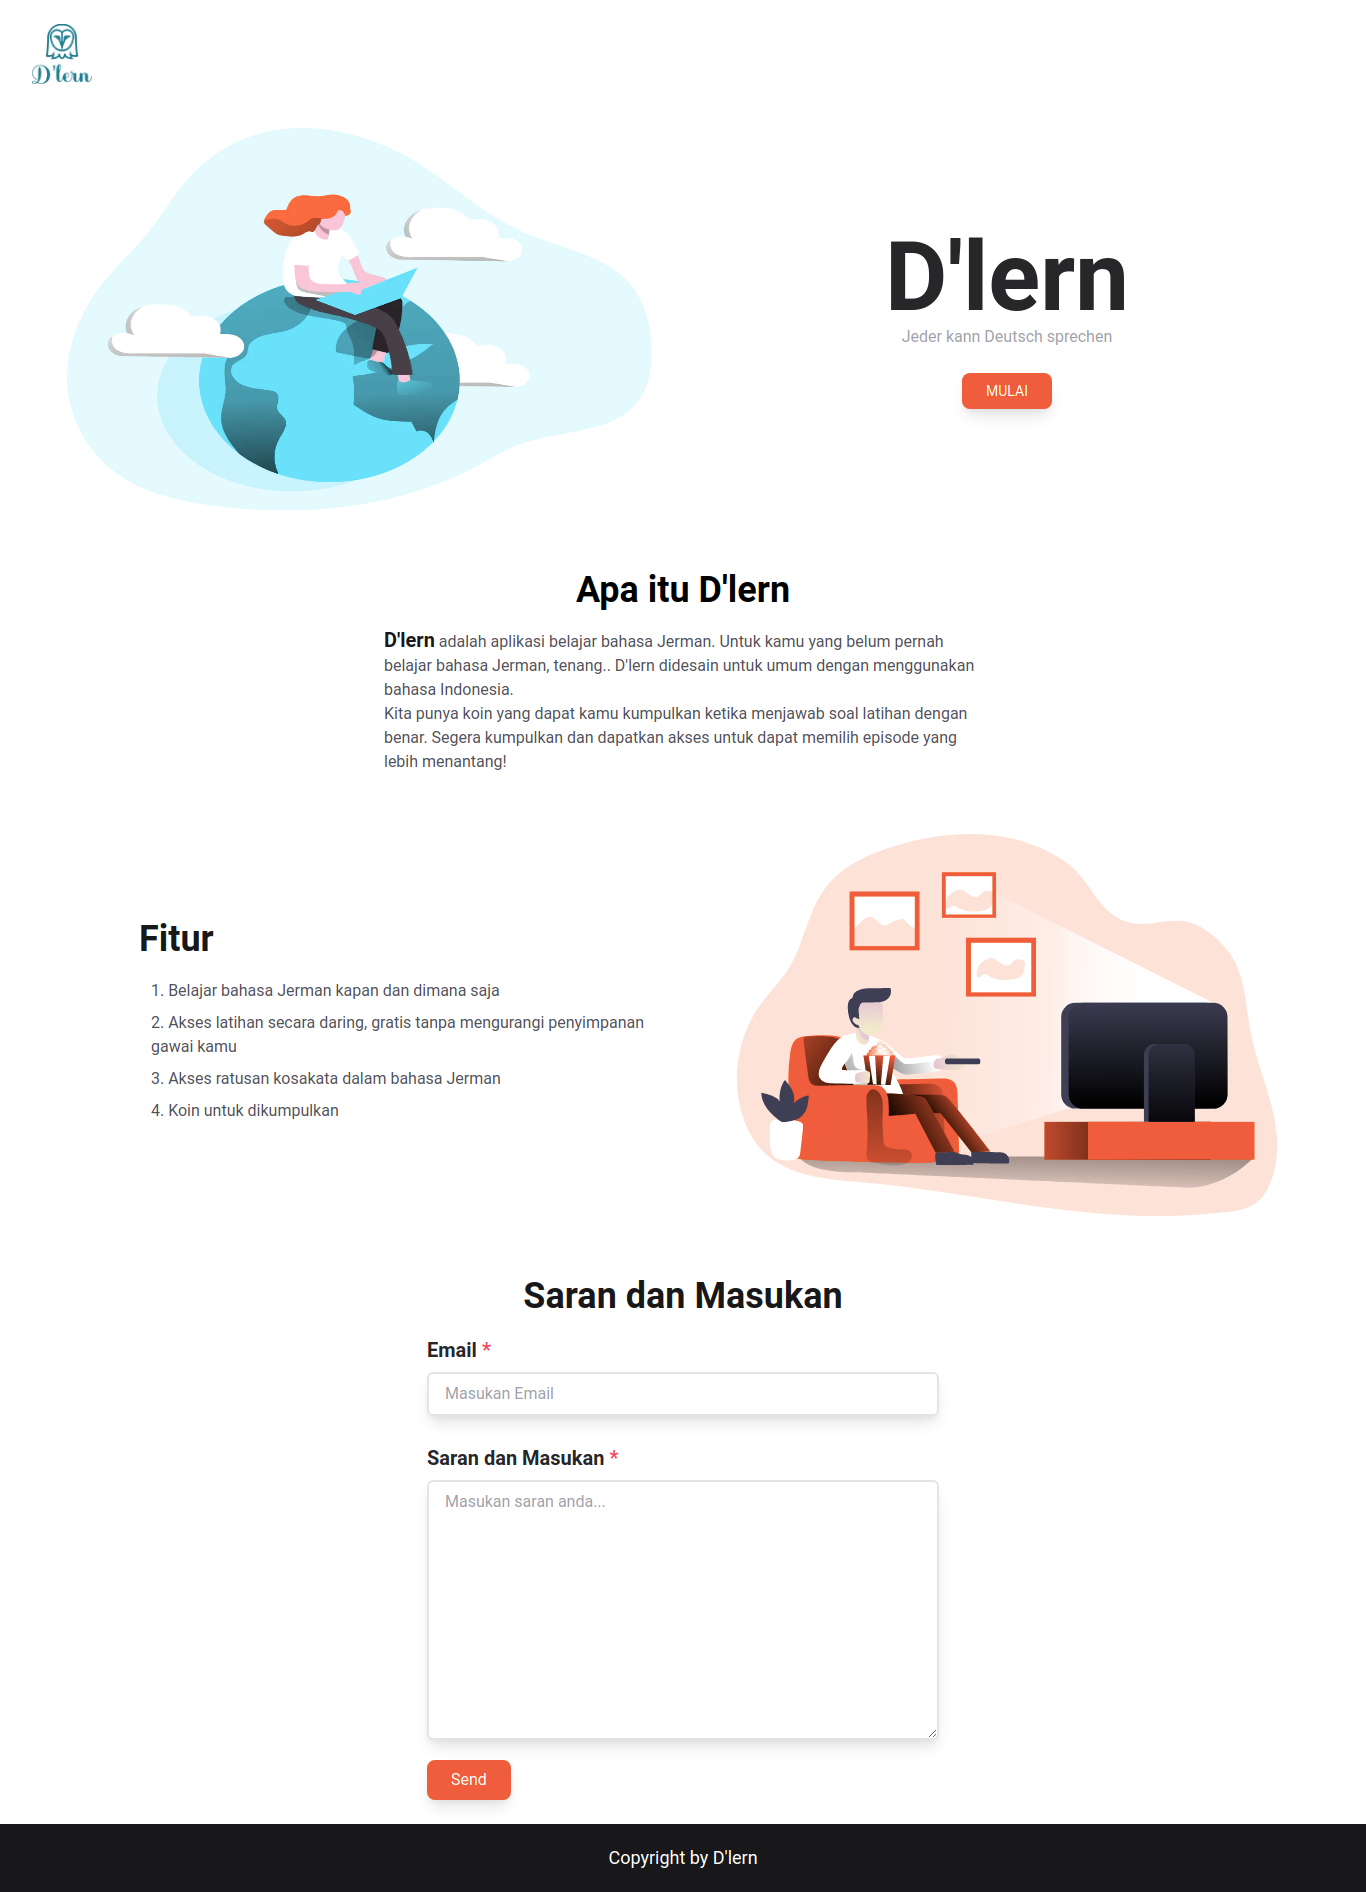 D'lern
D'lern
Jeder kann Deutsch sprechen
MULAI
Apa itu D'lern
D'lern adalah aplikasi belajar bahasa Jerman. Untuk kamu yang belum pernah
belajar bahasa Jerman, tenang.. D'lern didesain untuk umum dengan menggunakan
bahasa Indonesia.
Kita punya koin yang dapat kamu kumpulkan ketika menjawab soal latihan dengan
benar. Segera kumpulkan dan dapatkan akses untuk dapat memilih episode yang
lebih menantang!
Fitur
1. Belajar bahasa Jerman kapan dan dimana saja
2. Akses latihan secara daring, gratis tanpa mengurangi penyimpanan
gawai kamu
3. Akses ratusan kosakata dalam bahasa Jerman
4. Koin untuk dikumpulkan
Saran dan Masukan
Email *
Masukan Email
Saran dan Masukan *
Masukan saran anda...
Send
Copyright by D'lern